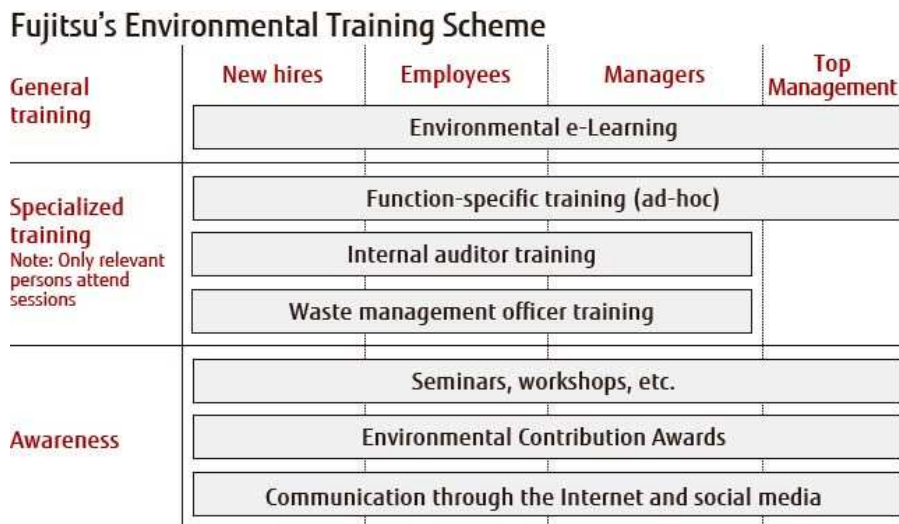 Fujitsu's Environmental Training Scheme
General
training
New hires
Employees
Managers
Top
Management
Environmental e-Learning
Specialized
training
Note: Only relevant
persons attend
sessions
Function-specific training (ad-hoc)
Internal auditor training
Waste management officer training
Awareness
Seminars, workshops, etc.
Environmental Contribution Awards
Communication through the Internet and social media